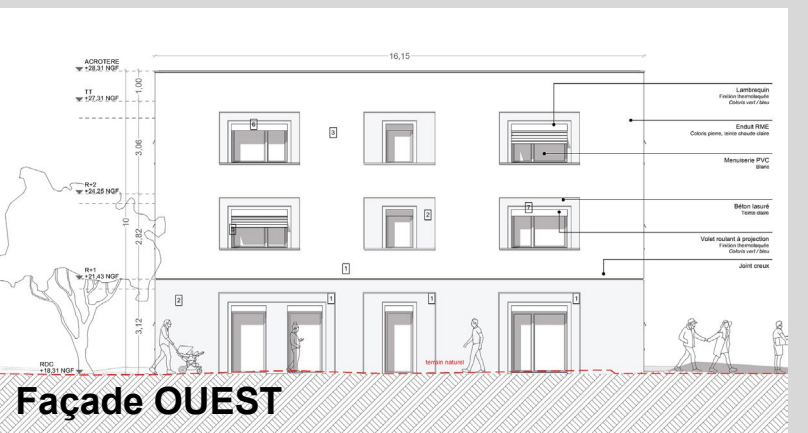 16,15
ACROTERE
+28,31 NGF
1,00
TT
+27,31 NGF
Lambrequin
Finition thermolaquée
Coloris vert / bleu
6
3
Enduit RME
Coloris pierre, teinte chaude claire
3,06
Menuiserie PVC
Blanc
R+2
+24,25 NGF
10
2,82
2
7
Béton lasuré
Teinte claire
Volet roulant à projection
Finition thermolaquée
Coloris vert / bleu
1
Joint creux
R+1
+21,43 NGF
2
1
1
1
3,12
RDC
+18,31 NGF
terrain naturel
Façade OUEST